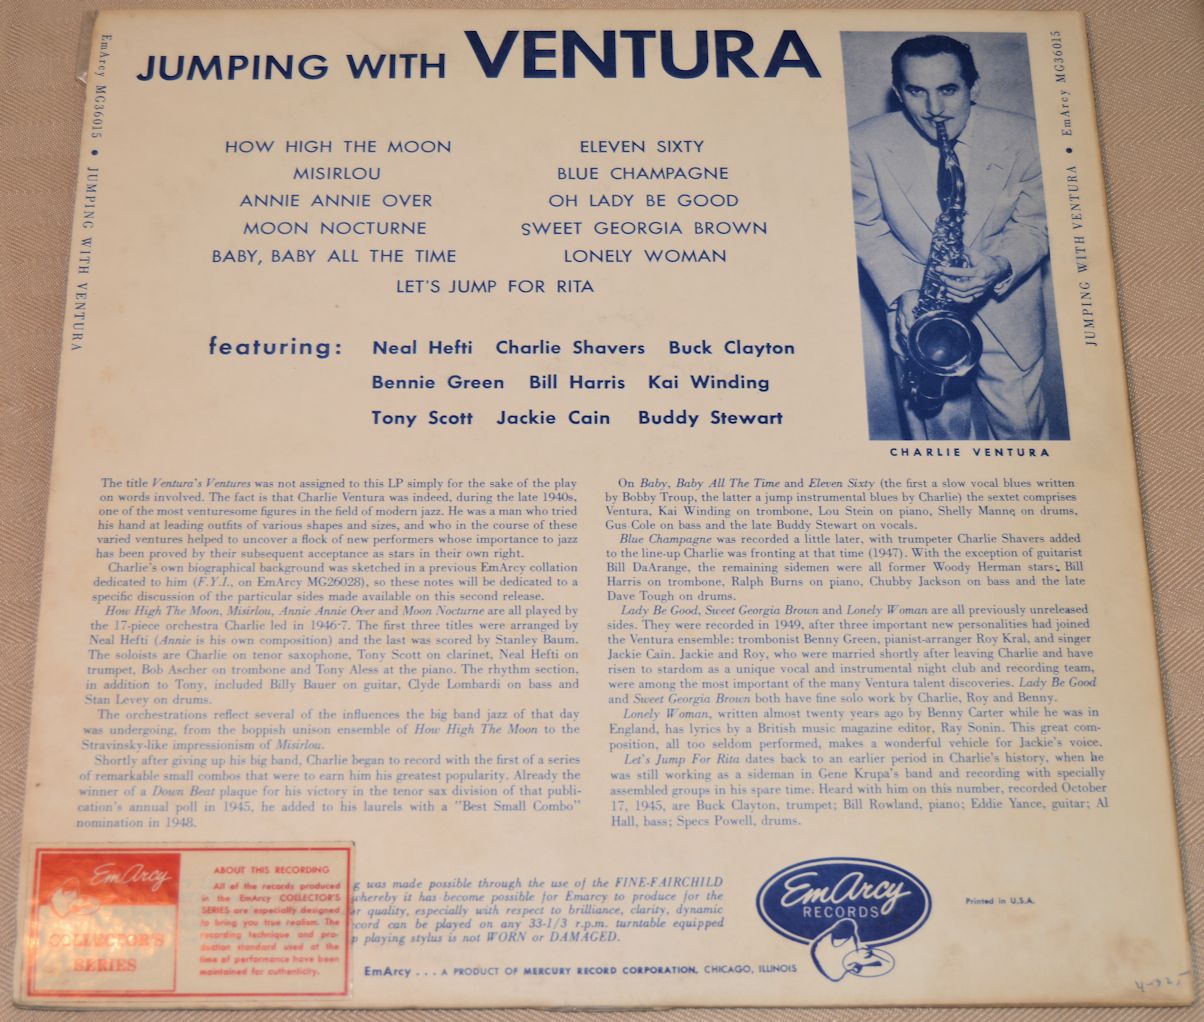 JUMPING WITH VENTURA
HOW HIGH THE MOON
MISIRLOU
ANNIE ANNIE OVER
MOON NOCTURNE
BABY, BABY ALL THE TIME
ELEVEN SIXTY
BLUE CHAMPAGNE
OH LADY BE GOOD
SWEET GEORGIA BROWN
LONELY WOMAN
LET'S JUMP FOR RITA
featuring: Neal Hefti Charlie Shavers Buck Clayton
Bennie Green Bill Harris Kai Winding
Tony Scott Jackie Cain Buddy Stewart
CHARLIE VENTURA
EmArcy MG36015 • JUMPING WITH VENTURA
JUMPING WITH VENTURA • EmArcy MG36015
The title Ventura's Ventures was not assigned to this LP simply for the sake of the play
on words involved. The fact is that Charlie Ventura was indeed, during the late 1940s,
one of the most venturesome figures in the field of modern jazz. He was a man who tried
his hand at leading outfits of various shapes and sizes, and who in the course of these
varied ventures helped to uncover a flock of new performers whose importance to jazz
has been proved by their subsequent acceptance as stars in their own right.
Charlie's own biographical background was sketched in a previous EmArcy collation
dedicated to him (F.Y.I., on EmArcy MG26028), so these notes will be dedicated to a
specific discussion of the particular sides made available on this second release.
How High The Moon, Misirlou, Annie Annie Over and Moon Nocturne are all played by
the 17-piece orchestra Charlie led in 1946-7. The first three titles were arranged by
Neal Hefti (Annie is his own composition) and the last was scored by Stanley Baum.
The soloists are Charlie on tenor saxophone, Tony Scott on clarinet, Neal Hefti on
trumpet, Bob Ascher on trombone and Tony Aless at the piano. The rhythm section,
in addition to Tony, included Billy Bauer on guitar, Clyde Lombardi on bass and
Stan Levey on drums.
The orchestrations reflect several of the influences the big band jazz of that day
was undergoing, from the boppish unison ensemble of How High The Moon to the
Stravinsky-like impressionism of Misirlou.
Shortly after giving up his big band, Charlie began to record with the first of a series
of remarkable small combos that were to earn him his greatest popularity. Already the
winner of a Down Beat plaque for his victory in the tenor sax division of that publi-
cation's annual poll in 1945, he added to his laurels with a "Best Small Combo"
nomination in 1948.
On Baby, Baby All The Time and Eleven Sixty (the first a slow vocal blues written
by Bobby Troup, the latter a jump instrumental blues by Charlie) the sextet comprises
Ventura, Kai Winding on trombone, Lou Stein on piano, Shelly Manne on drums,
Gus Cole on bass and the late Buddy Stewart on vocals.
Blue Champagne was recorded a little later, with trumpeter Charlie Shavers added
to the line-up Charlie was fronting at that time (1947). With the exception of guitarist
Bill DaArange, the remaining sidemen were all former Woody Herman stars: Bill
Harris on trombone, Ralph Burns on piano, Chubby Jackson on bass and the late
Dave Tough on drums.
Lady Be Good, Sweet Georgia Brown and Lonely Woman are all previously unreleased
sides. They were recorded in 1949, after three important new personalities had joined
the Ventura ensemble: trombonist Benny Green, pianist-arranger Roy Kral, and singer
Jackie Cain. Jackie and Roy, who were married shortly after leaving Charlie and have
risen to stardom as a unique vocal and instrumental night club and recording team,
were among the most important of the many Ventura talent discoveries. Lady Be Good
and Sweet Georgia Brown both have fine solo work by Charlie, Roy and Benny.
Lonely Woman, written almost twenty years ago by Benny Carter while he was in
England, has lyrics by a British music magazine editor, Ray Sonin. This great com-
position, all too seldom performed, makes a wonderful vehicle for Jackie's voice.
Let's Jump For Rita dates back to an earlier period in Charlie's history, when he
was still working as a sideman in Gene Krupa's band and recording with specially
assembled groups in his spare time. Heard with him on this number, recorded October
17, 1945, are Buck Clayton, trumpet; Bill Rowland, piano; Eddie Yance, guitar; Al
Hall, bass; Specs Powell, drums.
EmArcy
COLLECTOR'S
SERIES
ABOUT THIS RECORDING
All of the records produced
in the EmArcy COLLECTOR'S
SERIES are especially designed
to bring you true realism. The
recording technique and pro-
duction standard used at the
time of performance have been
maintained for authenticity.
g was made possible through the use of the FINE-FAIRCHILD
whereby it has become possible for Emarcy to produce for the
or quality, especially with respect to brilliance, clarity, dynamic
cord can be played on any 33-1/3 r.p.m. turntable equipped
p playing stylus is not WORN or DAMAGED.
EmArcy . . . A PRODUCT OF MERCURY RECORD CORPORATION, CHICAGO, ILLINOIS
EmArcy
RECORDS
Printed in U.S.A.